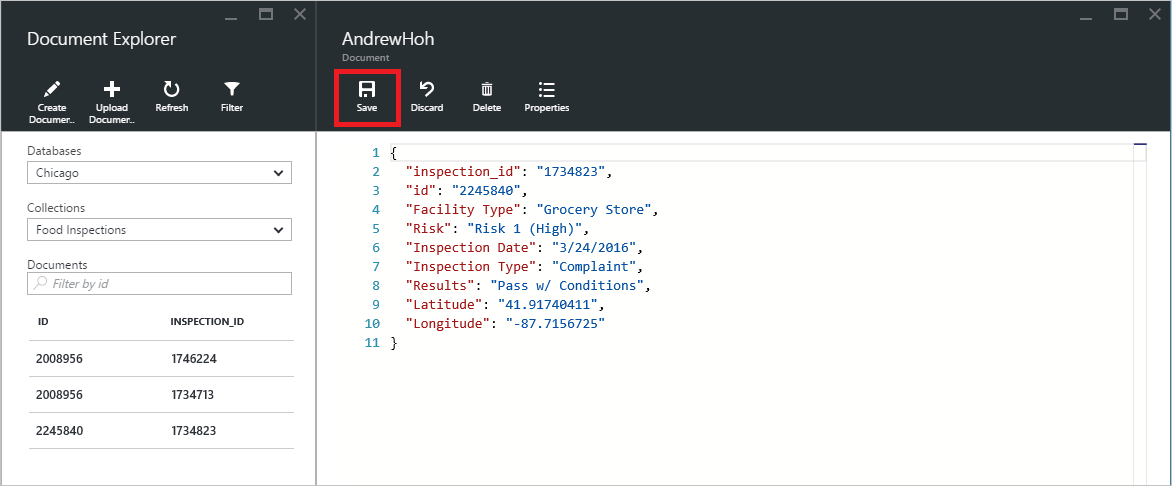 Document Explorer
Create
Documer..
Upload
Documer..
Refresh
Filter
Databases
Chicago
Collections
Food Inspections
Documents
Filter by id
ID INSPECTION_ID
2008956 1746224
2008956 1734713
2245840 1734823
AndrewHoh
Document
Save
Discard
Delete
Properties
1 {
2 "inspection_id": "1734823",
3 "id": "2245840",
4 "Facility Type": "Grocery Store",
5 "Risk": "Risk 1 (High)",
6 "Inspection Date": "3/24/2016",
7 "Inspection Type": "Complaint",
8 "Results": "Pass w/ Conditions",
9 "Latitude": "41.91740411",
10 "Longitude": "-87.7156725"
11 }